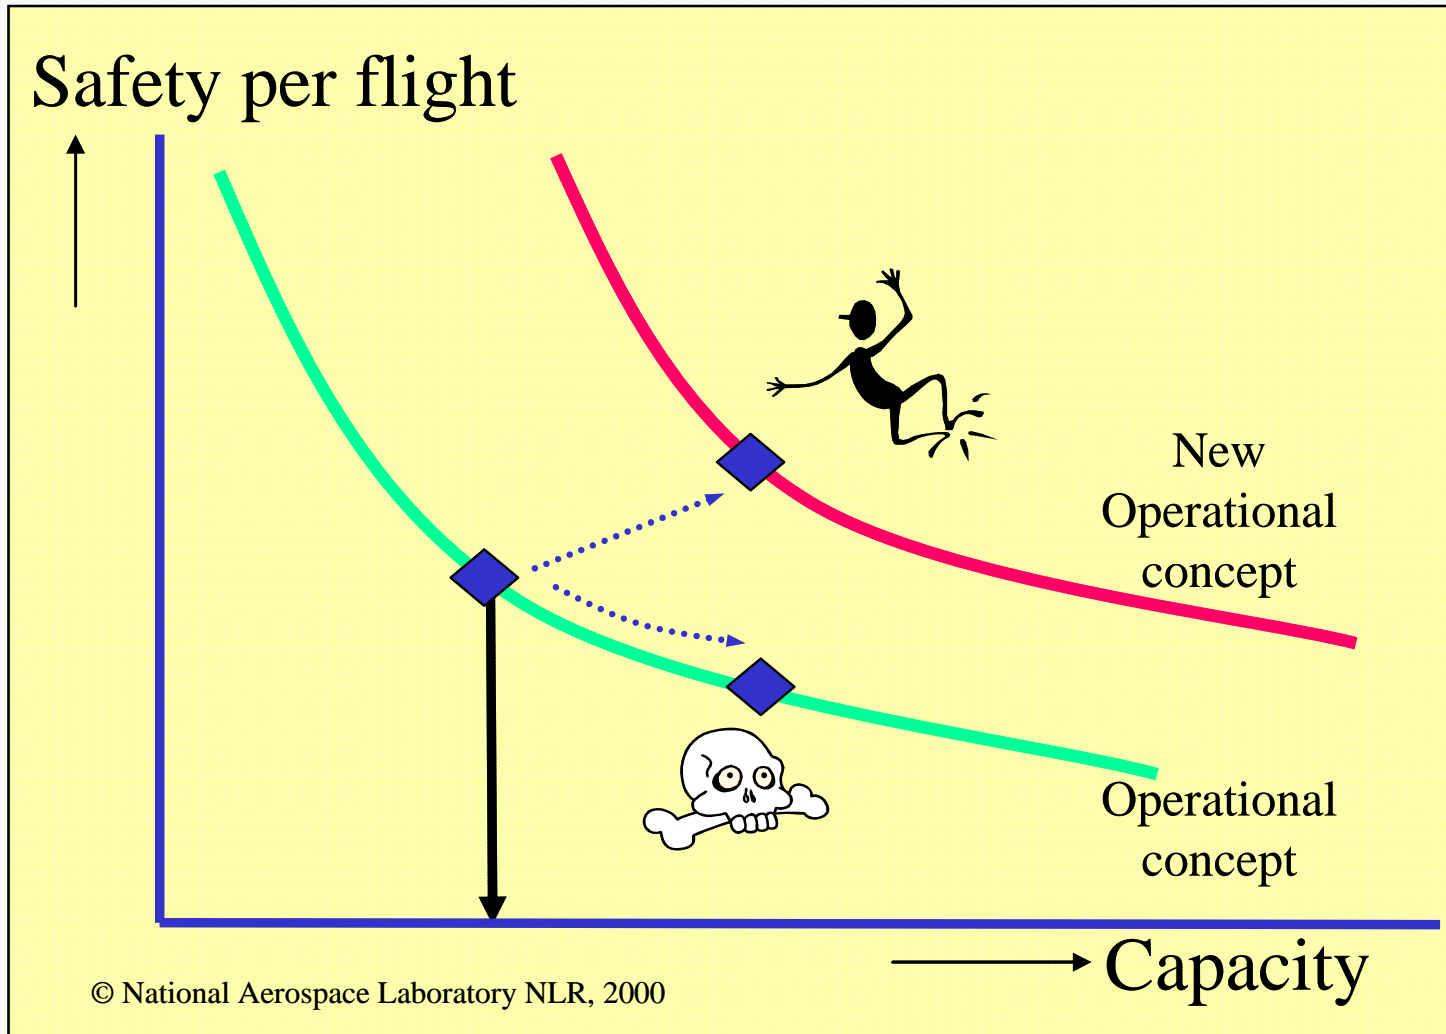 Safety per flight
New
Operational
concept
Operational
concept
Capacity
© National Aerospace Laboratory NLR, 2000